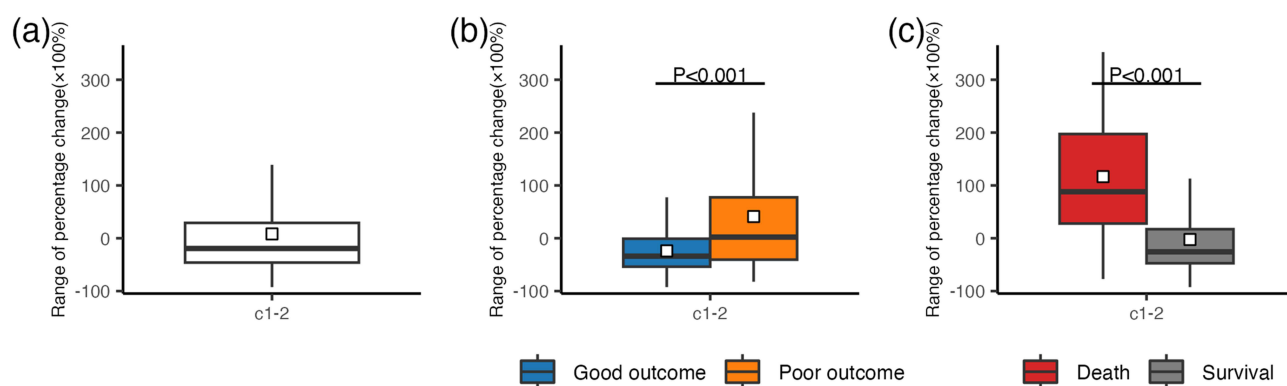 (a)
Range of percentage change(×100%)
300
200
100
0
-100
c1-2
(b)
Range of percentage change(×100%)
300
200
100
0
-100
P<0.001
c1-2
Good outcome
Poor outcome
(c)
Range of percentage change(×100%)
300
200
100
0
-100
P<0.001
c1-2
Death
Survival